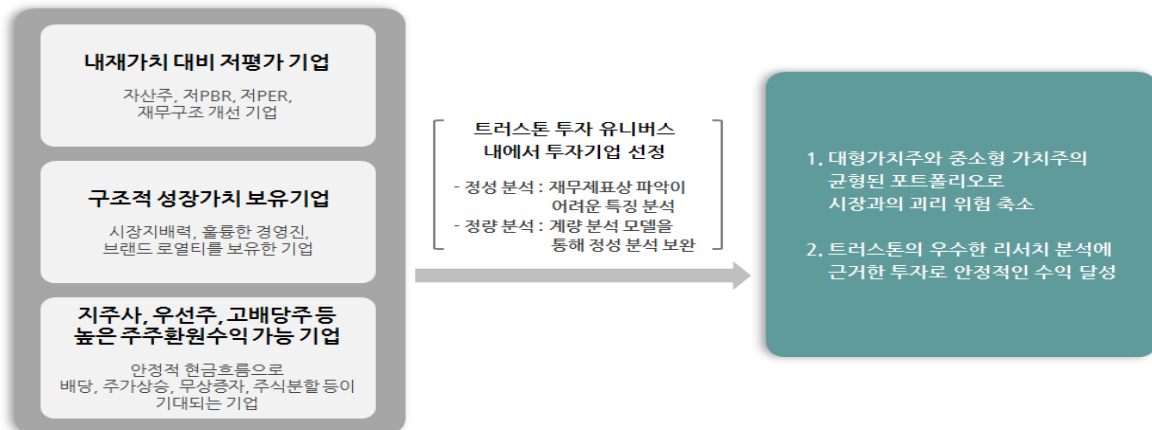 내재가치 대비 저평가 기업
자산주, 저PBR, 저PER,
재무구조 개선 기업
구조적 성장가치 보유기업
시장지배력, 훌륭한 경영진,
브랜드 로열티를 보유한 기업
지주사, 우선주, 고배당주 등
높은 주주환원수익 가능 기업
안정적 현금흐름으로
배당, 주가상승, 무상증자, 주식분할 등이
기대되는 기업
트러스톤 투자 유니버스
내에서 투자기업 선정
- 정성 분석 : 재무제표상 파악이
어려운 특징 분석
- 정량 분석 : 계량 분석 모델을
통해 정성 분석 보완
1. 대형가치주와 중소형 가치주의
균형된 포트폴리오로
시장과의 괴리 위험 축소
2. 트러스톤의 우수한 리서치 분석에
근거한 투자로 안정적인 수익 달성